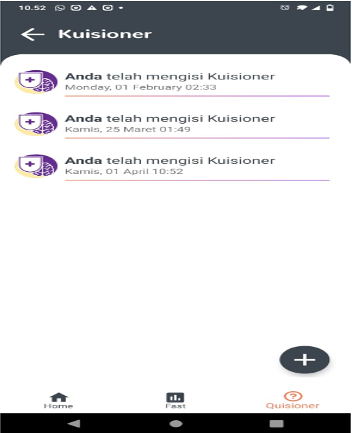 10.52
Kuisioner
Anda telah mengisi Kuisioner
Monday, 01 February 02:33
Anda telah mengisi Kuisioner
Kamis, 25 Maret 01:49
Anda telah mengisi Kuisioner
Kamis, 01 April 10:52
Home
Fast
Quisioner